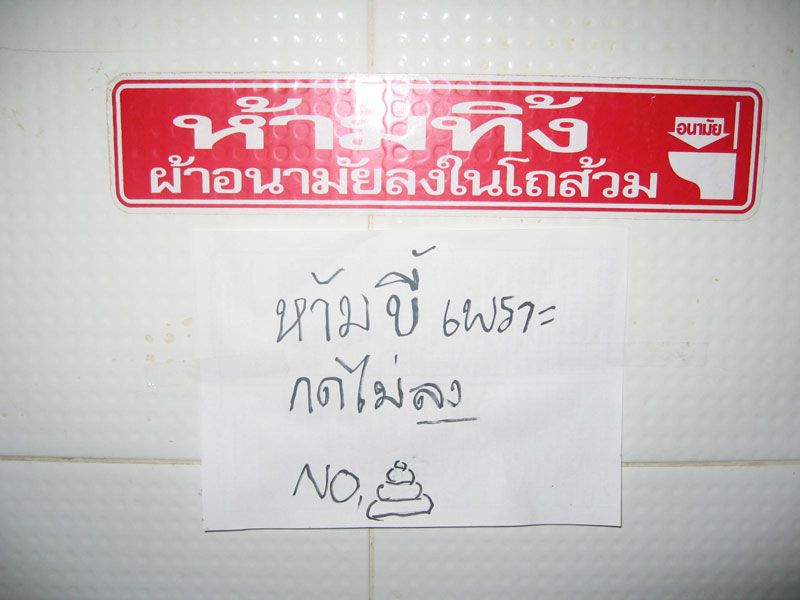 ห้ามทิ้ง
อนามัย
ผ้าอนามัยลงในโถส้วม
ห้ามขี้ เพราะ
กดไม่ลง
NO,